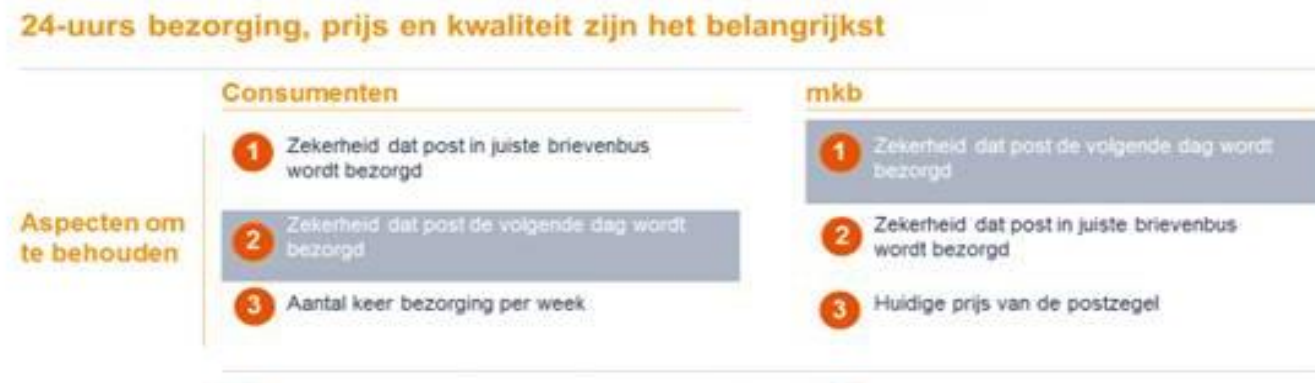 24-uurs bezorging, prijs en kwaliteit zijn het belangrijkst
Consumenten
1 Zekerheid dat post in juiste brievenbus
wordt bezorgd
Aspecten om
te behouden
2 Zekerheid dat post de volgende dag wordt
bezorgd
3 Aantal keer bezorging per week
mkb
1 Zekerheid dat post de volgende dag wordt
bezorgd
2 Zekerheid dat post in juiste brievenbus
wordt bezorgd
3 Huidige prijs van de postzegel